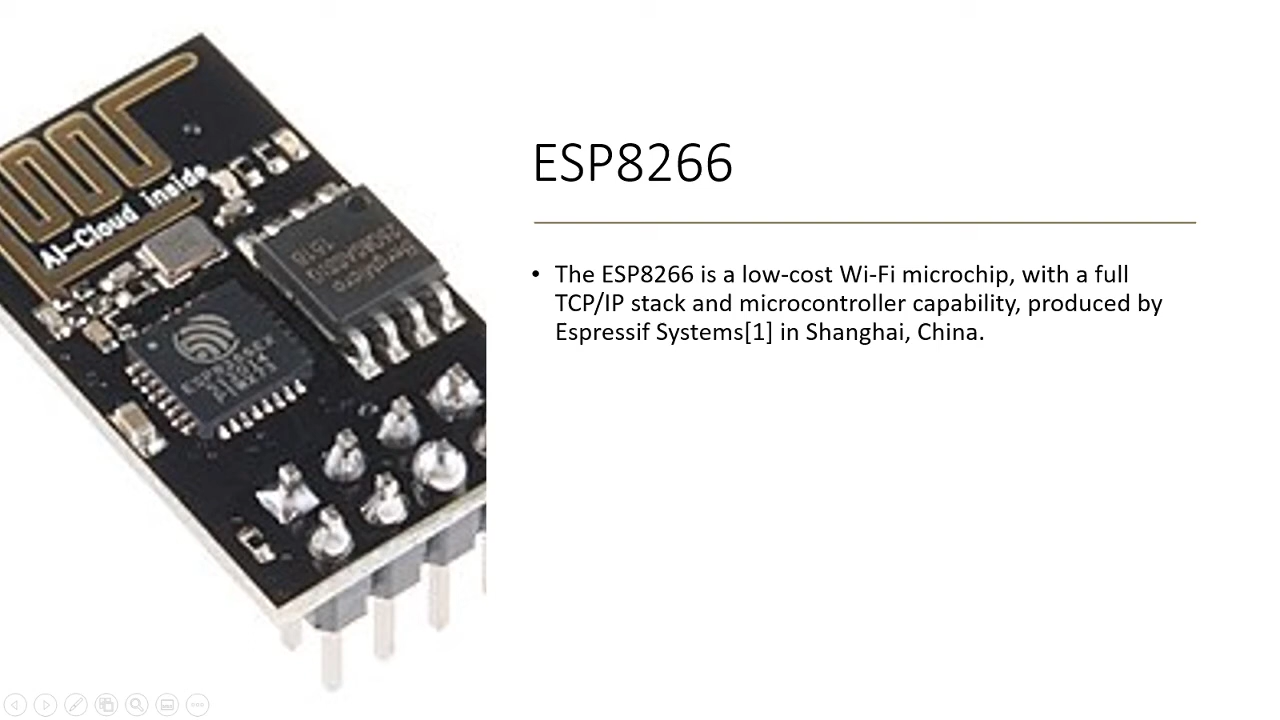 ESP8266
• The ESP8266 is a low-cost Wi-Fi microchip, with a full
TCP/IP stack and microcontroller capability, produced by
Espressif Systems[1] in Shanghai, China.
AI-Cloud inside
ESP8266EX